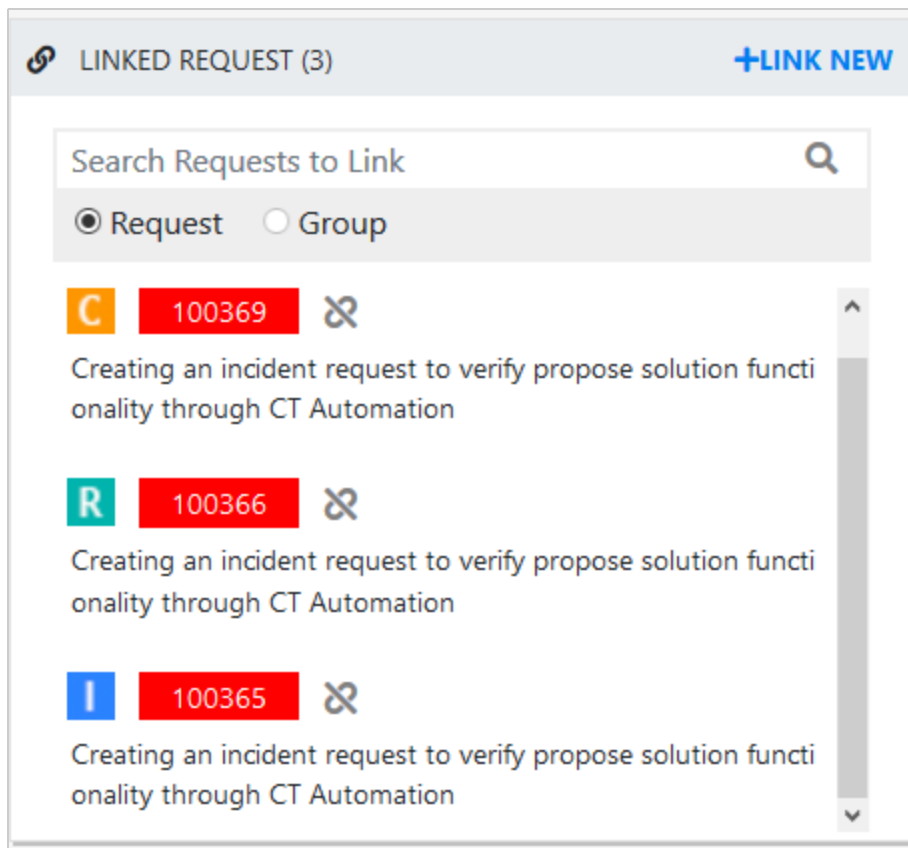 LINKED REQUEST (3) +LINK NEW
Search Requests to Link
Request Group
C 100369
Creating an incident request to verify propose solution functi
onality through CT Automation
R 100366
Creating an incident request to verify propose solution functi
onality through CT Automation
I 100365
Creating an incident request to verify propose solution functi
onality through CT Automation